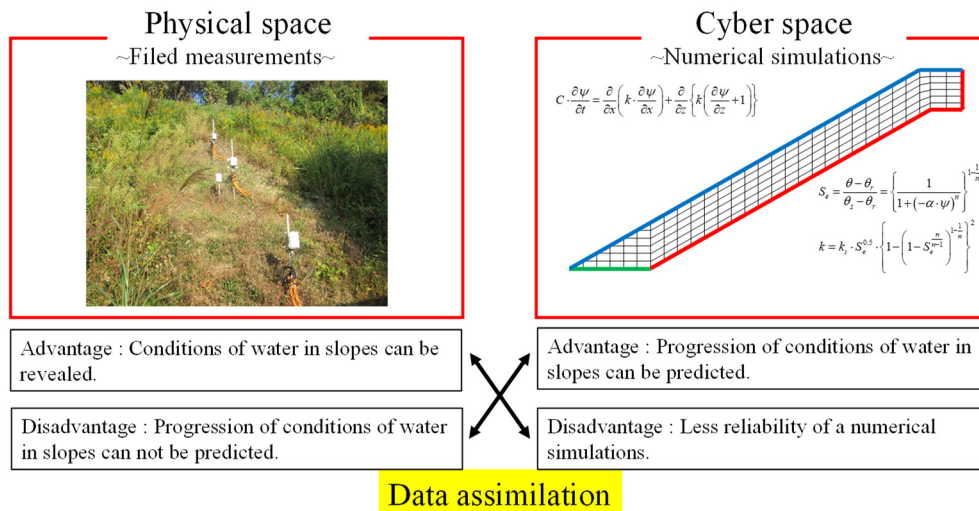 Physical space
~Filed measurements~
Cyber space
~Numerical simulations~
C · ∂ψ/∂t = ∂/∂x (k · ∂ψ/∂x) + ∂/∂z {k (∂ψ/∂z + 1)}
S_e = (θ − θ_r)/(θ_s − θ_r) = {1/(1 + (−α · ψ)^n)}^(1−1/n)
k = k_s · S_e^0.5 · {1 − (1 − S_e^(n/(n−1)))^(1−1/n)}^2
Advantage : Conditions of water in slopes can be
revealed.
Disadvantage : Progression of conditions of water
in slopes can not be predicted.
Advantage : Progression of conditions of water in
slopes can be predicted.
Disadvantage : Less reliability of a numerical
simulations.
Data assimilation